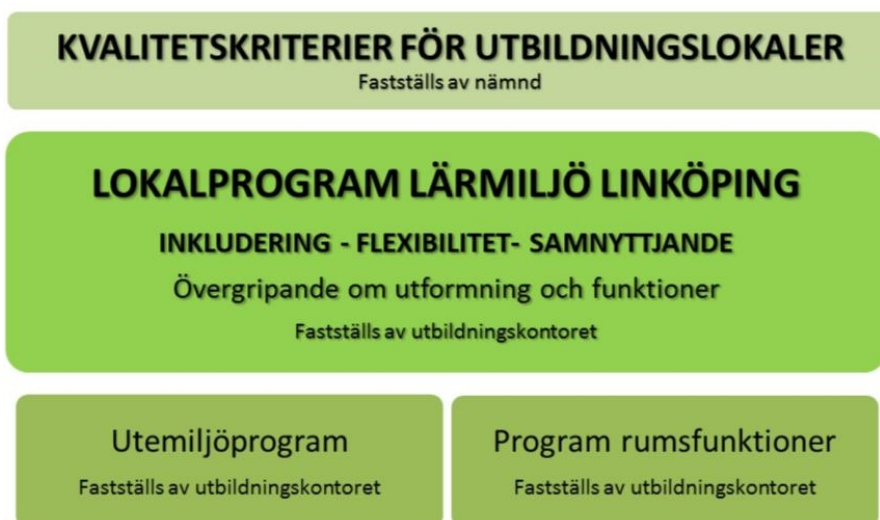 KVALITETSKRITERIER FÖR UTBILDNINGSLOKALER
Fastställs av nämnd
LOKALPROGRAM LÄRMILJÖ LINKÖPING
INKLUDERING - FLEXIBILITET- SAMNYTTJANDE
Övergripande om utformning och funktioner
Fastställs av utbildningskontoret
Utemiljöprogram
Fastställs av utbildningskontoret
Program rumsfunktioner
Fastställs av utbildningskontoret